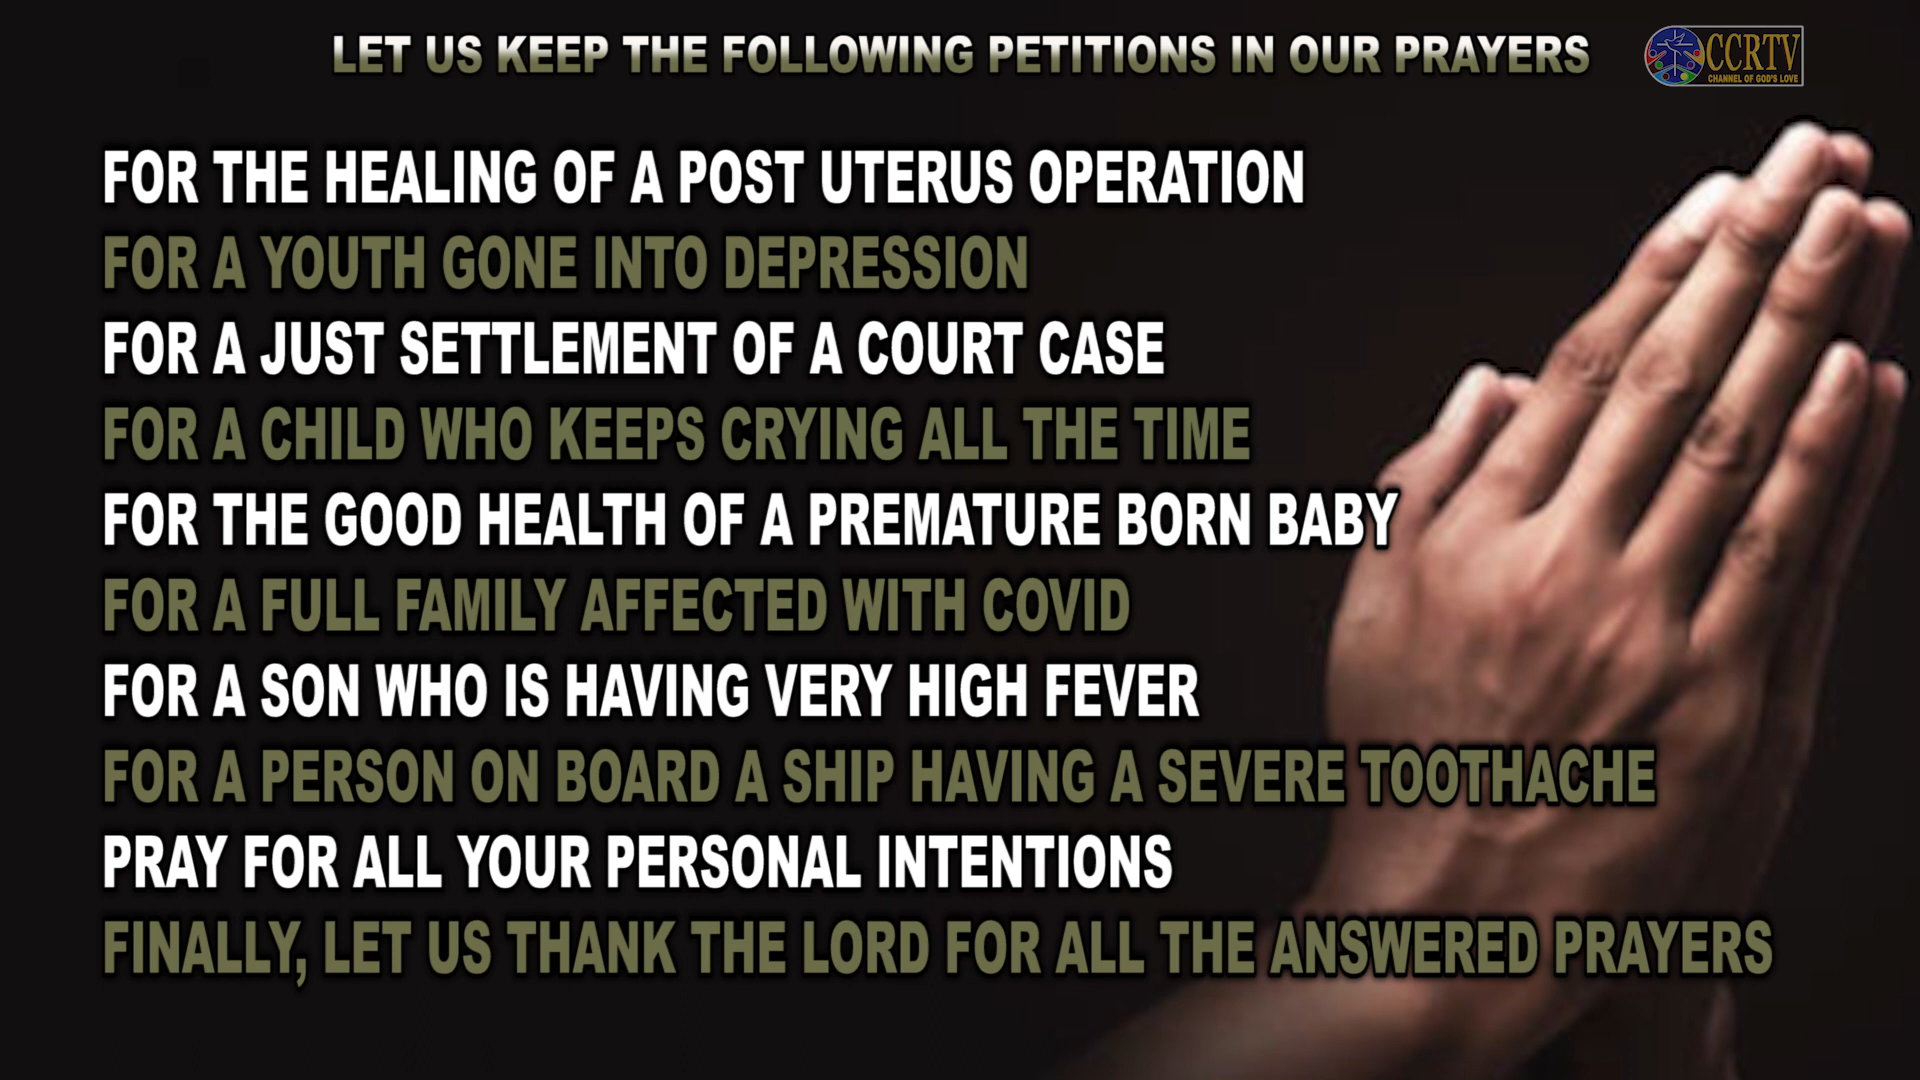 LET US KEEP THE FOLLOWING PETITIONS IN OUR PRAYERS
CCRTV
CHANNEL OF GOD'S LOVE
FOR THE HEALING OF A POST UTERUS OPERATION
FOR A YOUTH GONE INTO DEPRESSION
FOR A JUST SETTLEMENT OF A COURT CASE
FOR A CHILD WHO KEEPS CRYING ALL THE TIME
FOR THE GOOD HEALTH OF A PREMATURE BORN BABY
FOR A FULL FAMILY AFFECTED WITH COVID
FOR A SON WHO IS HAVING VERY HIGH FEVER
FOR A PERSON ON BOARD A SHIP HAVING A SEVERE TOOTHACHE
PRAY FOR ALL YOUR PERSONAL INTENTIONS
FINALLY, LET US THANK THE LORD FOR ALL THE ANSWERED PRAYERS